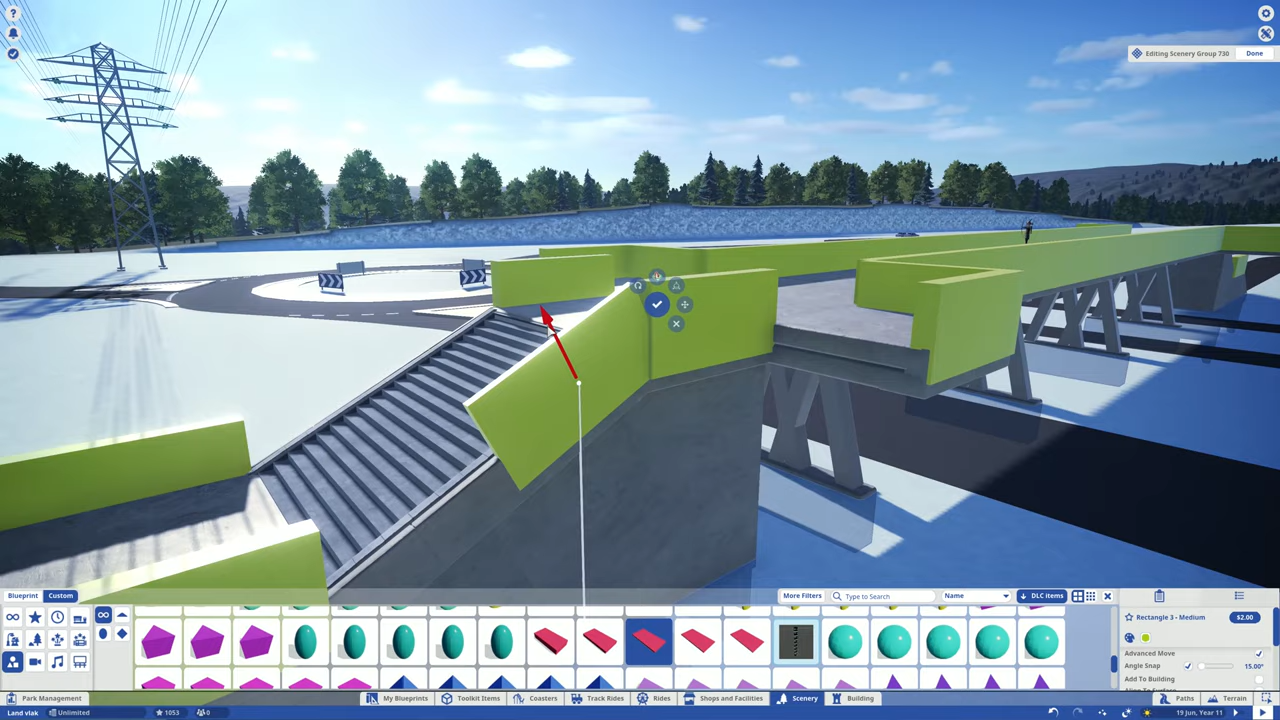 ?
Editing Scenery Group 730
Done
Blueprint
Custom
More Filters
Type to Search
Name
DLC items
Rectangle 3 - Medium
$2.00
Advanced Move
Angle Snap
15.00°
Add To Building
Park Management
My Blueprints
Toolkit Items
Coasters
Track Rides
Rides
Shops and Facilities
Scenery
Building
Paths
Terrain
Land vlak
Unlimited
1053
0
19 Jun, Year 11